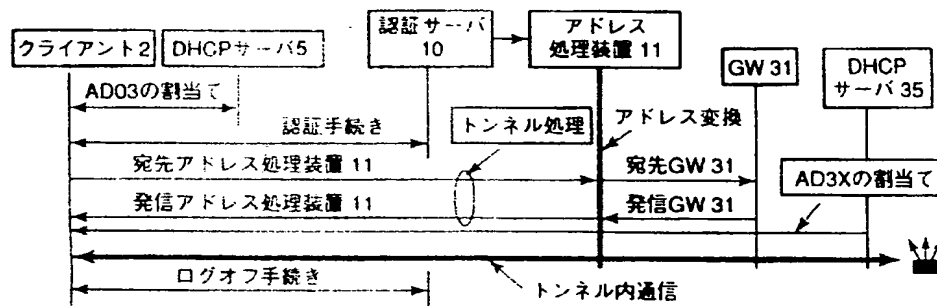 クライアント2
DHCPサーバ5
認証サーバ
10
アドレス
処理装置 11
GW 31
DHCP
サーバ 35
AD03の割当て
認証手続き
トンネル処理
アドレス変換
宛先アドレス処理装置 11
宛先GW 31
AD3Xの割当て
発信アドレス処理装置 11
発信GW 31
ログオフ手続き
トンネル内通信